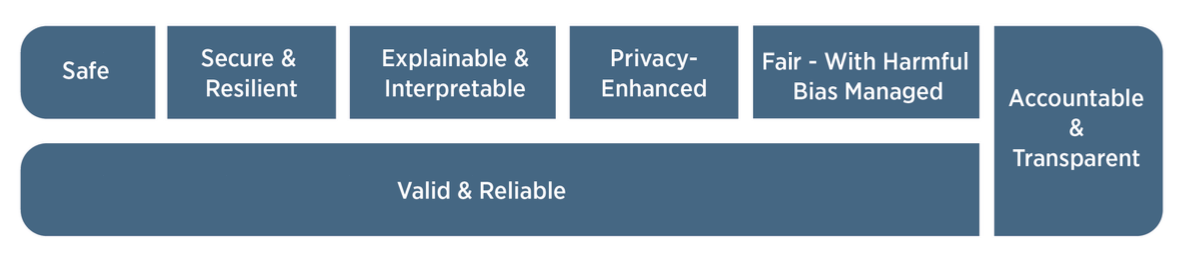 Safe
Secure &
Resilient
Explainable &
Interpretable
Privacy-
Enhanced
Fair - With Harmful
Bias Managed
Accountable
&
Transparent
Valid & Reliable